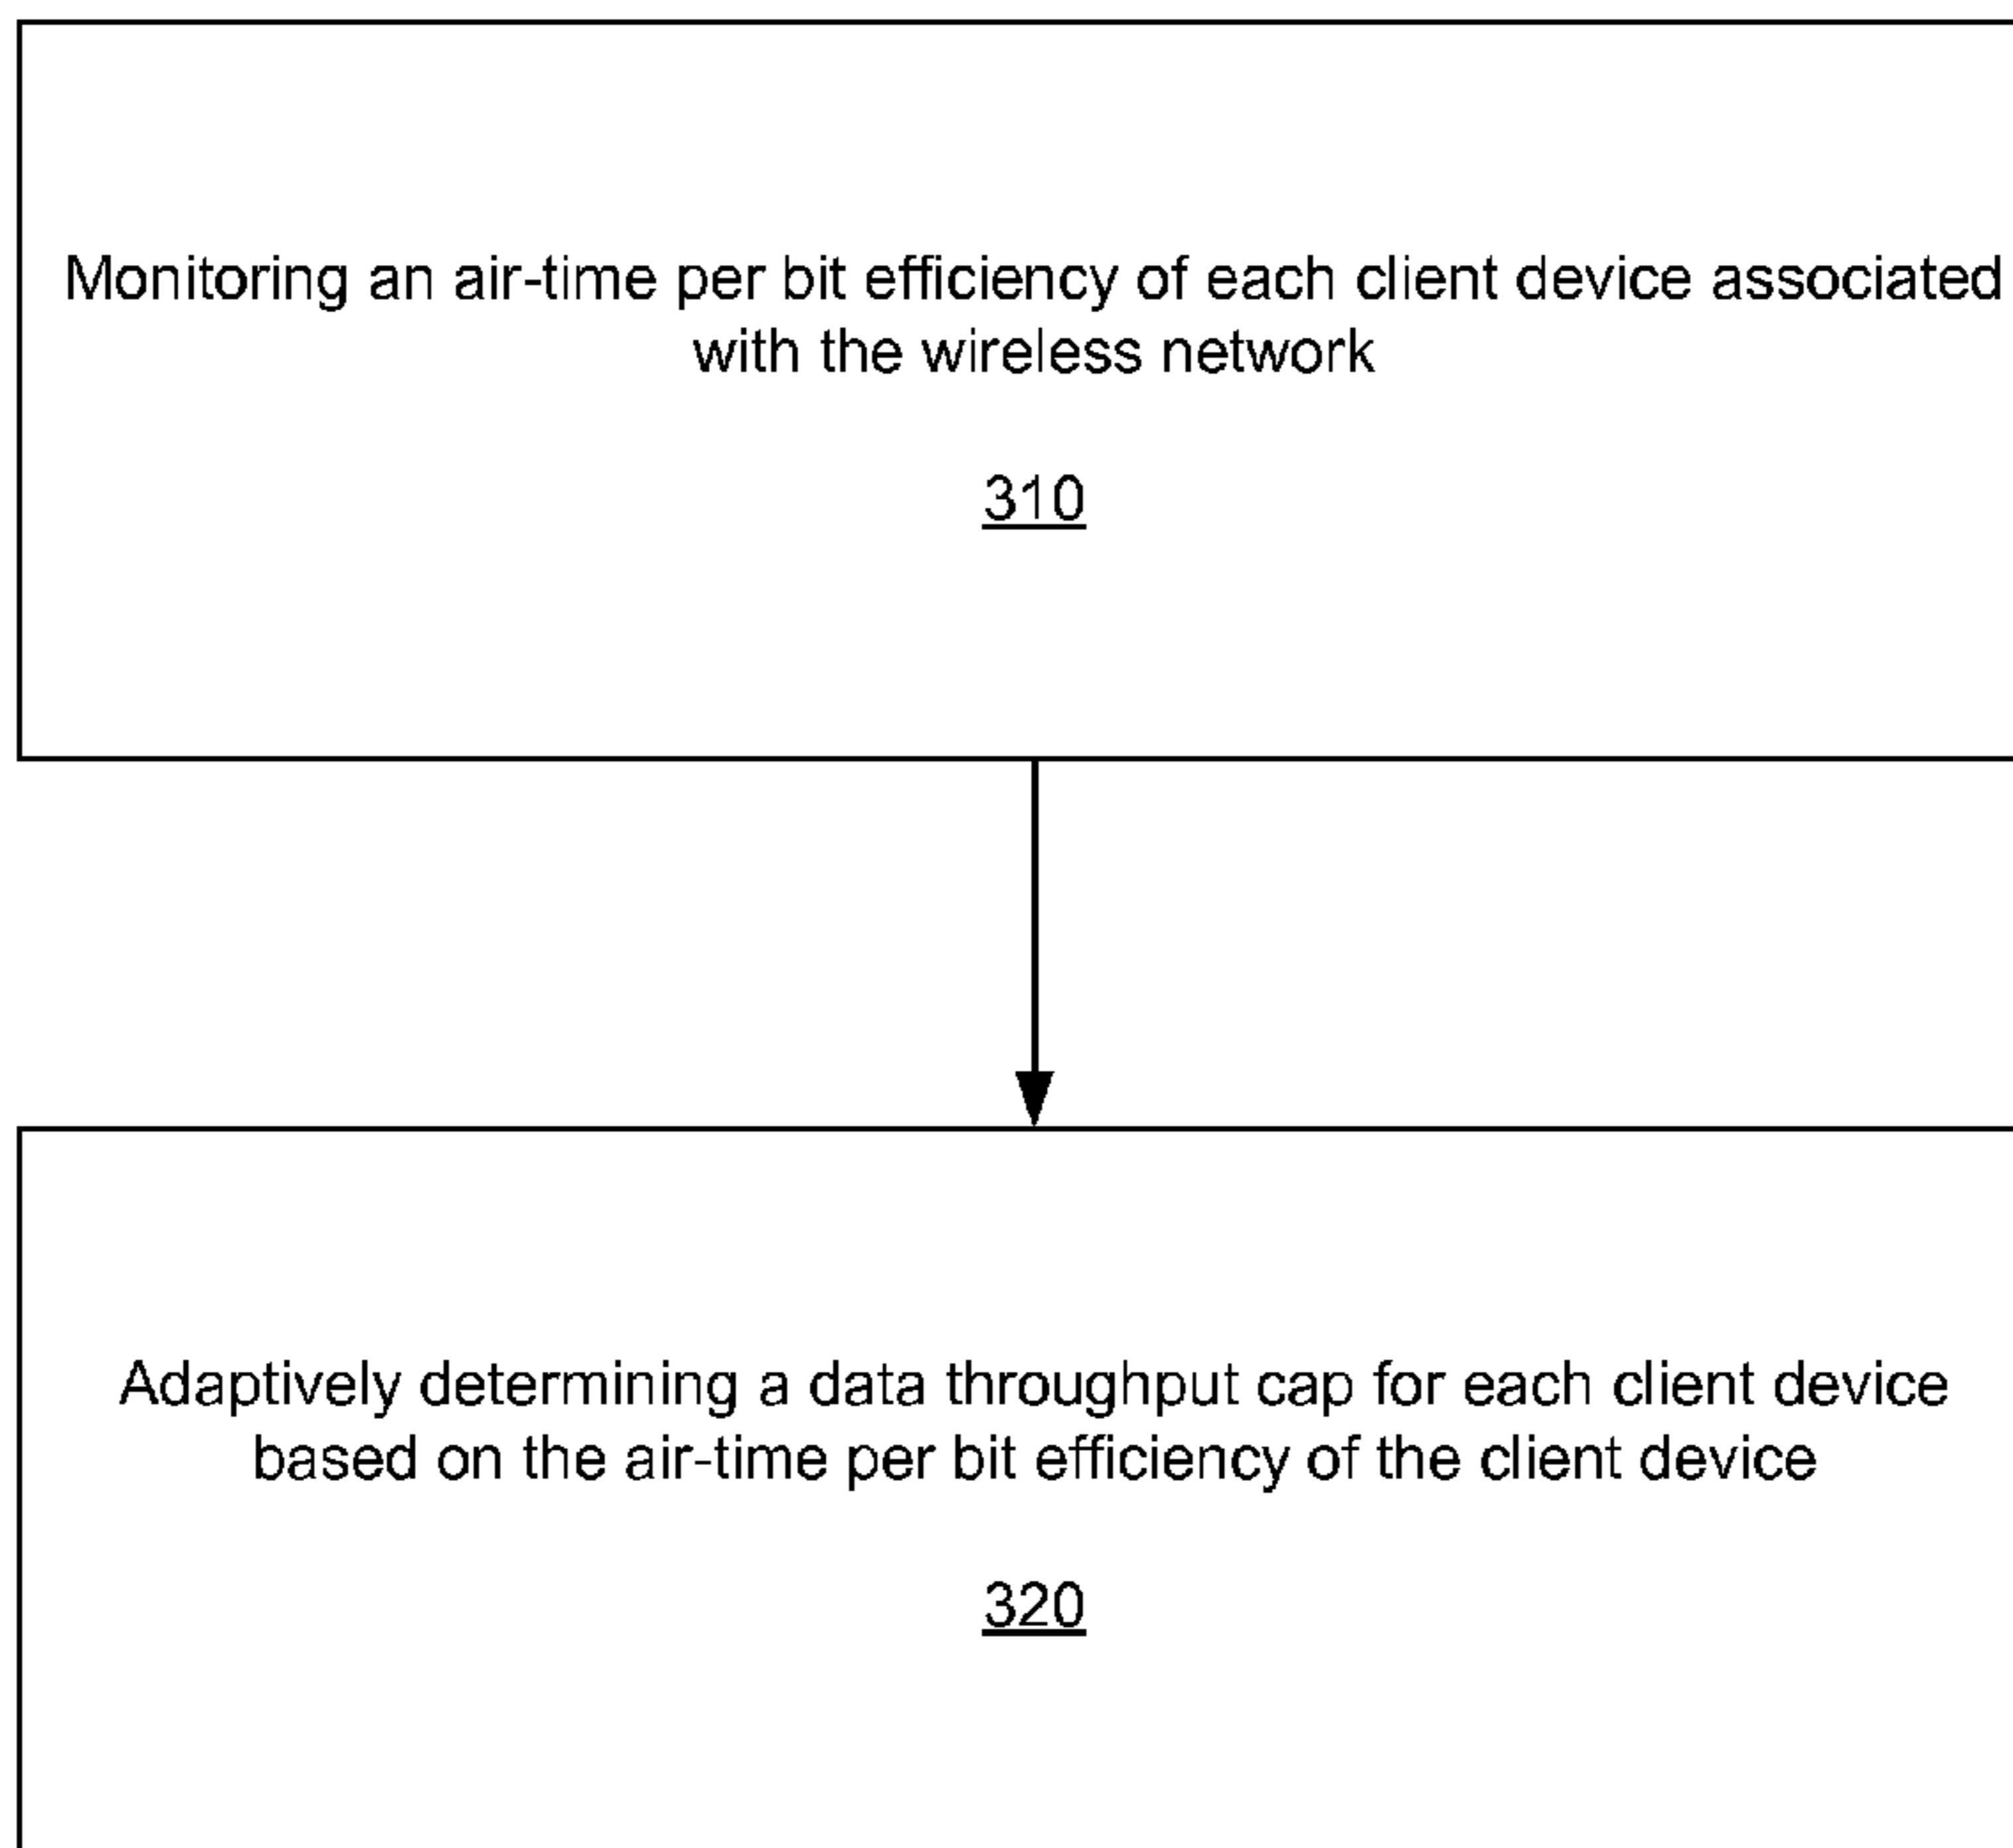 Monitoring an air-time per bit efficiency of each client device associated
with the wireless network
310
Adaptively determining a data throughput cap for each client device
based on the air-time per bit efficiency of the client device
320